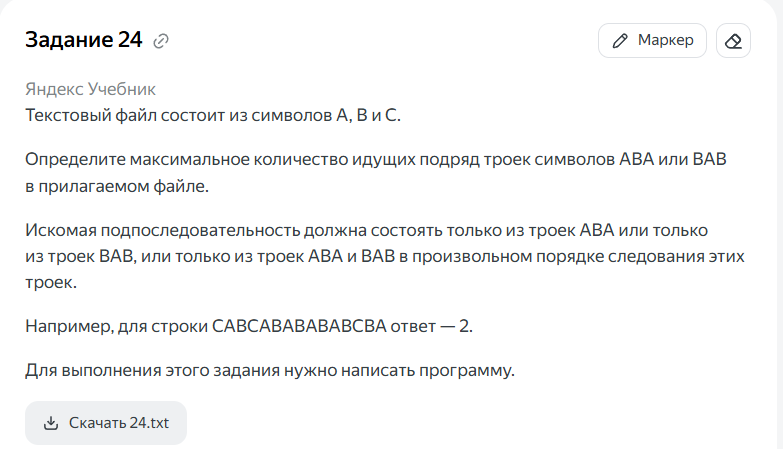 Задание 24
Маркер
Яндекс Учебник
Текстовый файл состоит из символов A, B и C.
Определите максимальное количество идущих подряд троек символов ABA или BAB
в прилагаемом файле.
Искомая подпоследовательность должна состоять только из троек ABA или только
из троек BAB, или только из троек ABA и BAB в произвольном порядке следования этих
троек.
Например, для строки CABCABABABABCBA ответ — 2.
Для выполнения этого задания нужно написать программу.
Скачать 24.txt